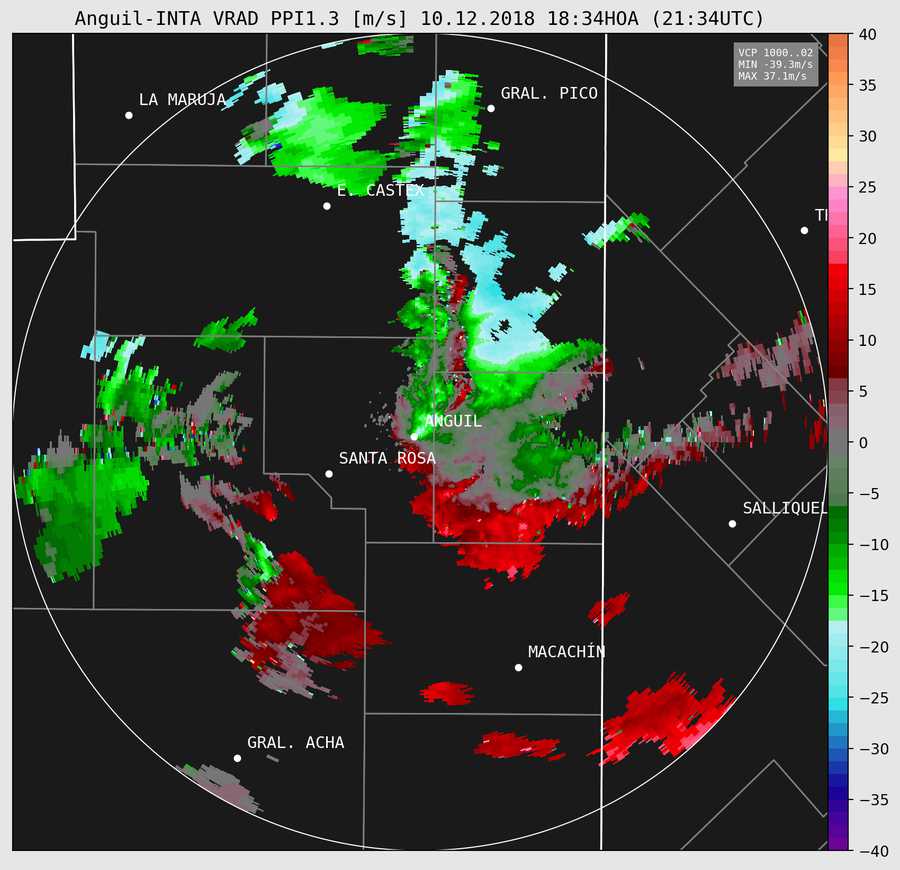 Anguil-INTA VRAD PPI1.3 [m/s] 10.12.2018 18:34HOA (21:34UTC)
VCP 1000..02
MIN -39.3m/s
MAX 37.1m/s
LA MARUJA
GRAL. PICO
E. CASTEX
TR
ANGUIL
SANTA ROSA
SALLIQUEL
MACACHÍN
GRAL. ACHA
40
35
30
25
20
15
10
5
0
−5
−10
−15
−20
−25
−30
−35
−40